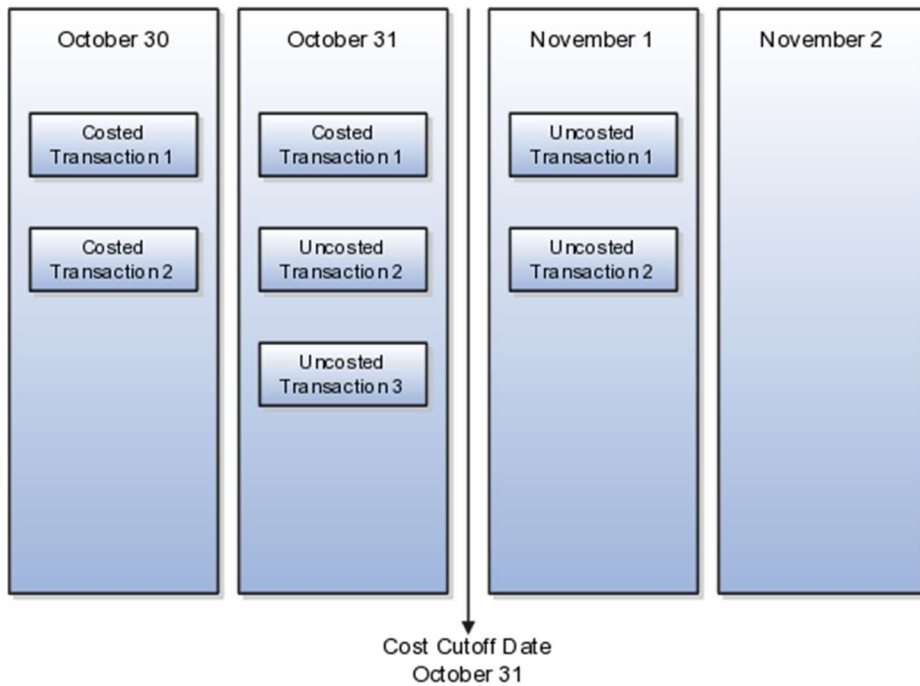 October 30
October 31
November 1
November 2
Costed
Transaction 1
Costed
Transaction 1
Uncosted
Transaction 1
Costed
Transaction 2
Uncosted
Transaction 2
Uncosted
Transaction 2
Uncosted
Transaction 3
Cost Cutoff Date
October 31